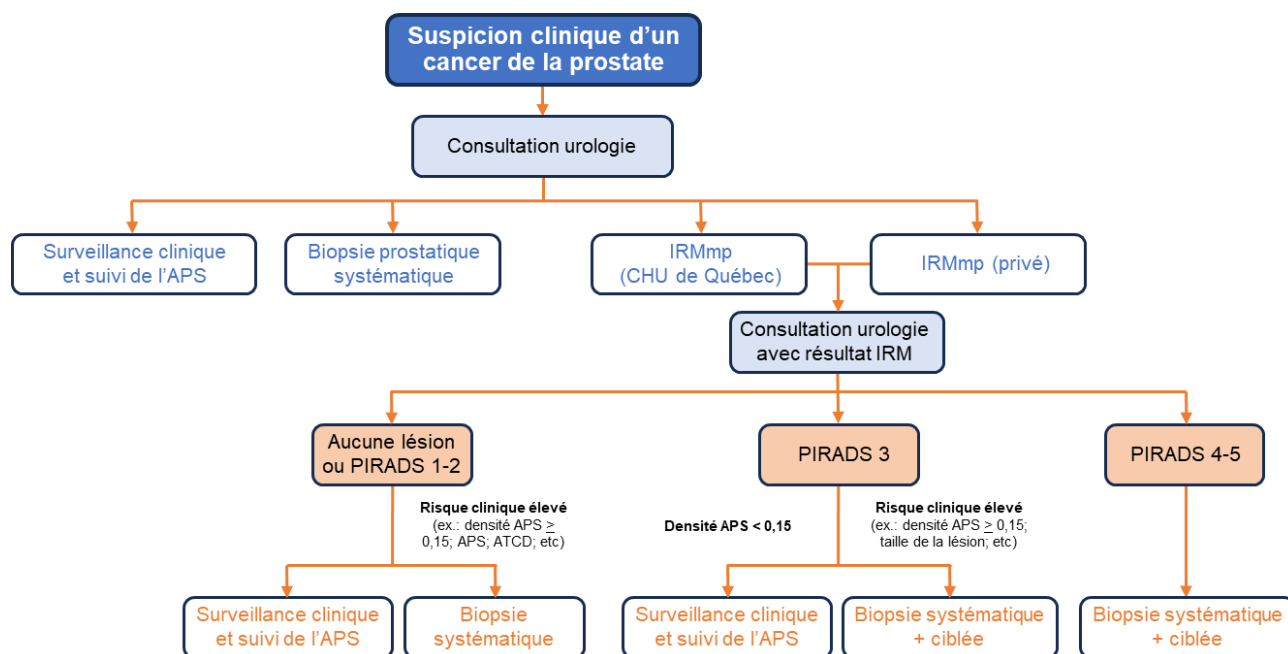 Suspicion clinique d’un
cancer de la prostate
Consultation urologie
Surveillance clinique
et suivi de l’APS
Biopsie prostatique
systématique
IRMmp
(CHU de Québec)
IRMmp (privé)
Consultation urologie
avec résultat IRM
Aucune lésion
ou PIRADS 1-2
PIRADS 3
PIRADS 4-5
Risque clinique élevé
(ex.: densité APS ≥
0,15; APS; ATCD; etc)
Densité APS < 0,15
Risque clinique élevé
(ex.: densité APS ≥ 0,15;
taille de la lésion; etc)
Surveillance clinique
et suivi de l’APS
Biopsie
systématique
Surveillance clinique
et suivi de l’APS
Biopsie systématique
+ ciblée
Biopsie systématique
+ ciblée